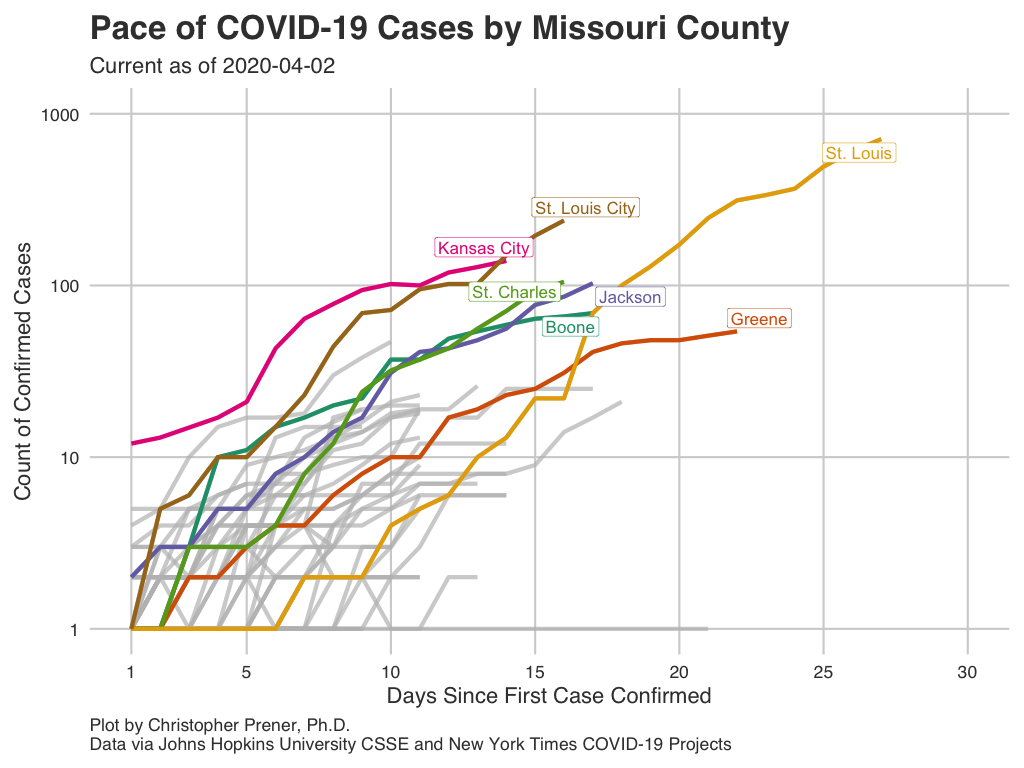 Pace of COVID-19 Cases by Missouri County
Current as of 2020-04-02
Count of Confirmed Cases
1000
100
10
1
St. Louis
St. Louis City
Kansas City
St. Charles
Jackson
Boone
Greene
1 5 10 15 20 25 30
Days Since First Case Confirmed
Plot by Christopher Prener, Ph.D.
Data via Johns Hopkins University CSSE and New York Times COVID-19 Projects